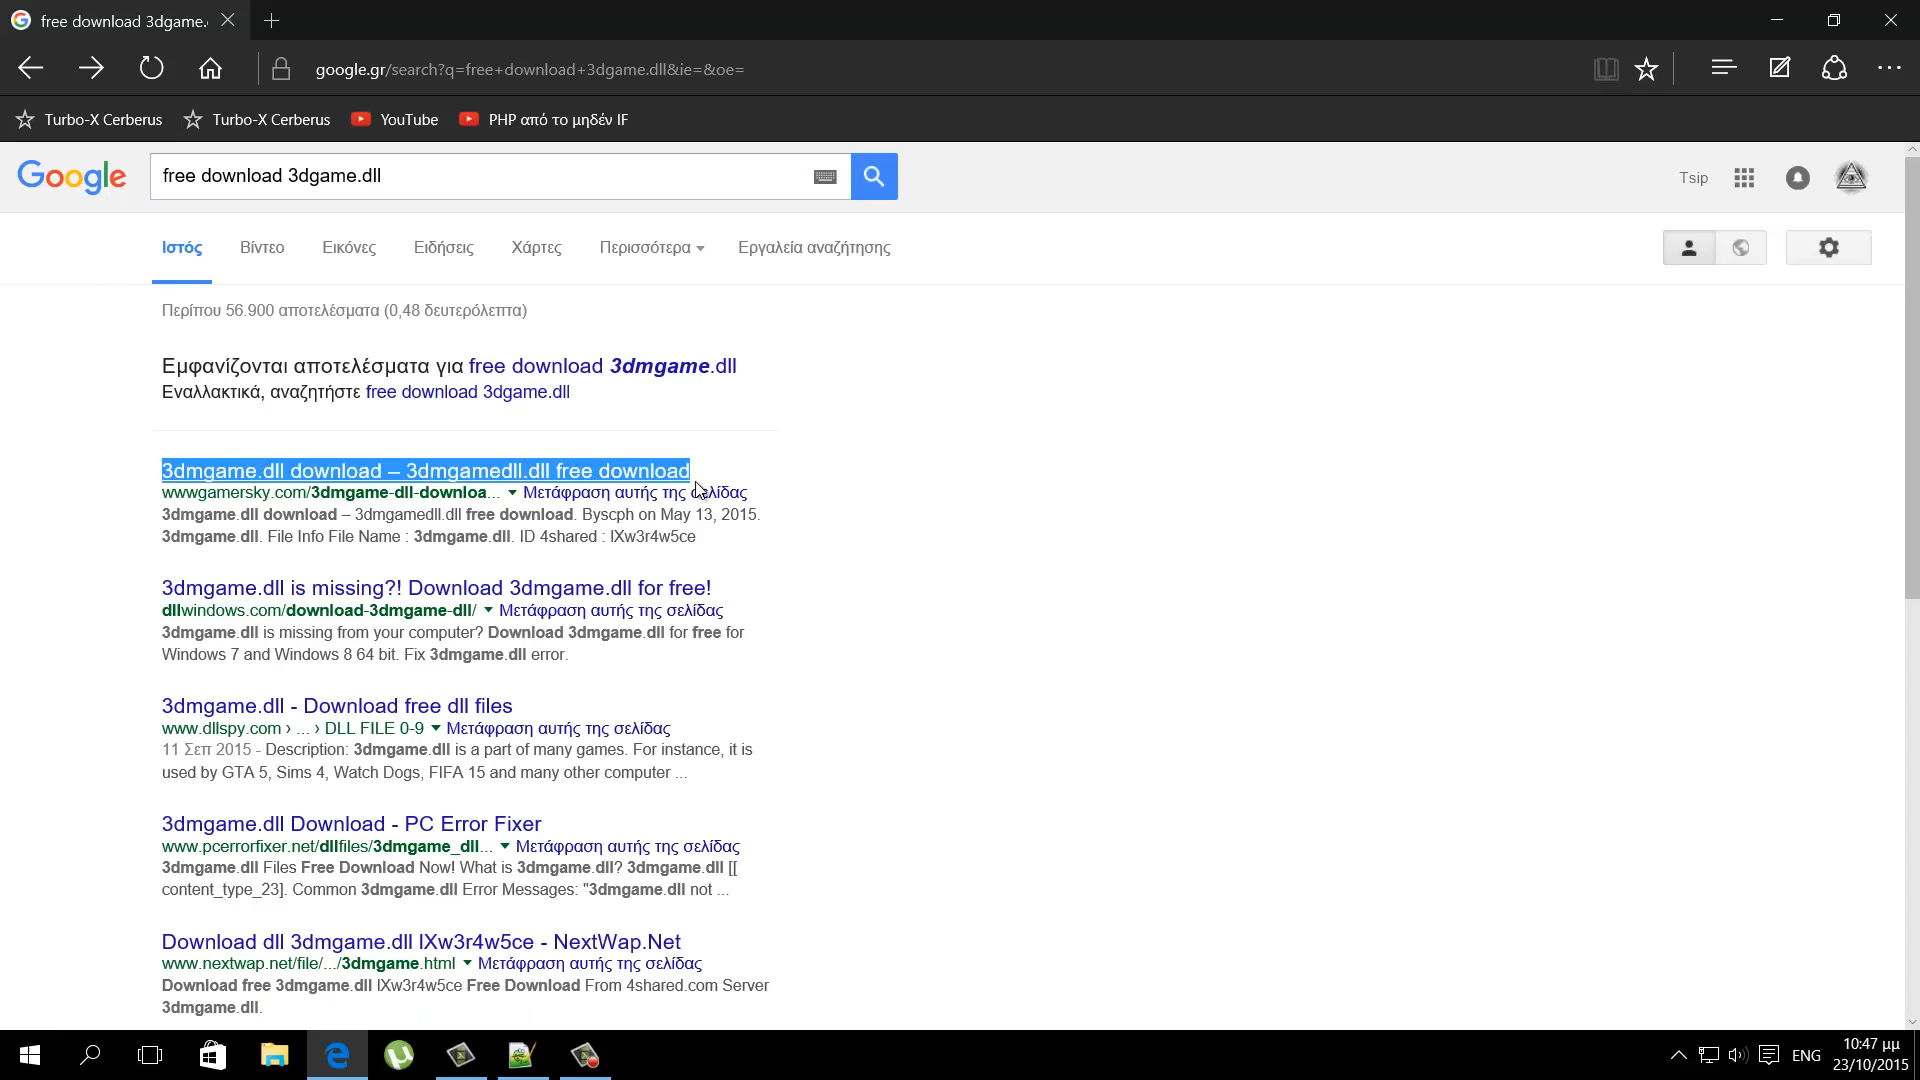 free download 3dgame.
google.gr/search?q=free+download+3dgame.dll&ie=&oe=
Turbo-X Cerberus Turbo-X Cerberus YouTube PHP από το μηδέν IF
Google free download 3dgame.dll Tsip
Ιστός Βίντεο Εικόνες Ειδήσεις Χάρτες Περισσότερα Εργαλεία αναζήτησης
Περίπου 56.900 αποτελέσματα (0,48 δευτερόλεπτα)
Εμφανίζονται αποτελέσματα για free download 3dmgame.dll
Εναλλακτικά, αναζητήστε free download 3dgame.dll
3dmgame.dll download – 3dmgamedll.dll free download
wwwgamersky.com/3dmgame-dll-downloa... Μετάφραση αυτής της σελίδας
3dmgame.dll download – 3dmgamedll.dll free download. Byscph on May 13, 2015.
3dmgame.dll. File Info File Name : 3dmgame.dll. ID 4shared : lXw3r4w5ce
3dmgame.dll is missing?! Download 3dmgame.dll for free!
dllwindows.com/download-3dmgame-dll/ Μετάφραση αυτής της σελίδας
3dmgame.dll is missing from your computer? Download 3dmgame.dll for free for
Windows 7 and Windows 8 64 bit. Fix 3dmgame.dll error.
3dmgame.dll - Download free dll files
www.dllspy.com › ... › DLL FILE 0-9 Μετάφραση αυτής της σελίδας
11 Σεπ 2015 - Description: 3dmgame.dll is a part of many games. For instance, it is
used by GTA 5, Sims 4, Watch Dogs, FIFA 15 and many other computer ...
3dmgame.dll Download - PC Error Fixer
www.pcerrorfixer.net/dllfiles/3dmgame_dll... Μετάφραση αυτής της σελίδας
3dmgame.dll Files Free Download Now! What is 3dmgame.dll? 3dmgame.dll [[
content_type_23]. Common 3dmgame.dll Error Messages: "3dmgame.dll not ...
Download dll 3dmgame.dll lXw3r4w5ce - NextWap.Net
www.nextwap.net/file/.../3dmgame.html Μετάφραση αυτής της σελίδας
Download free 3dmgame.dll lXw3r4w5ce Free Download From 4shared.com Server
3dmgame.dll.
ENG 10:47 μμ
23/10/2015